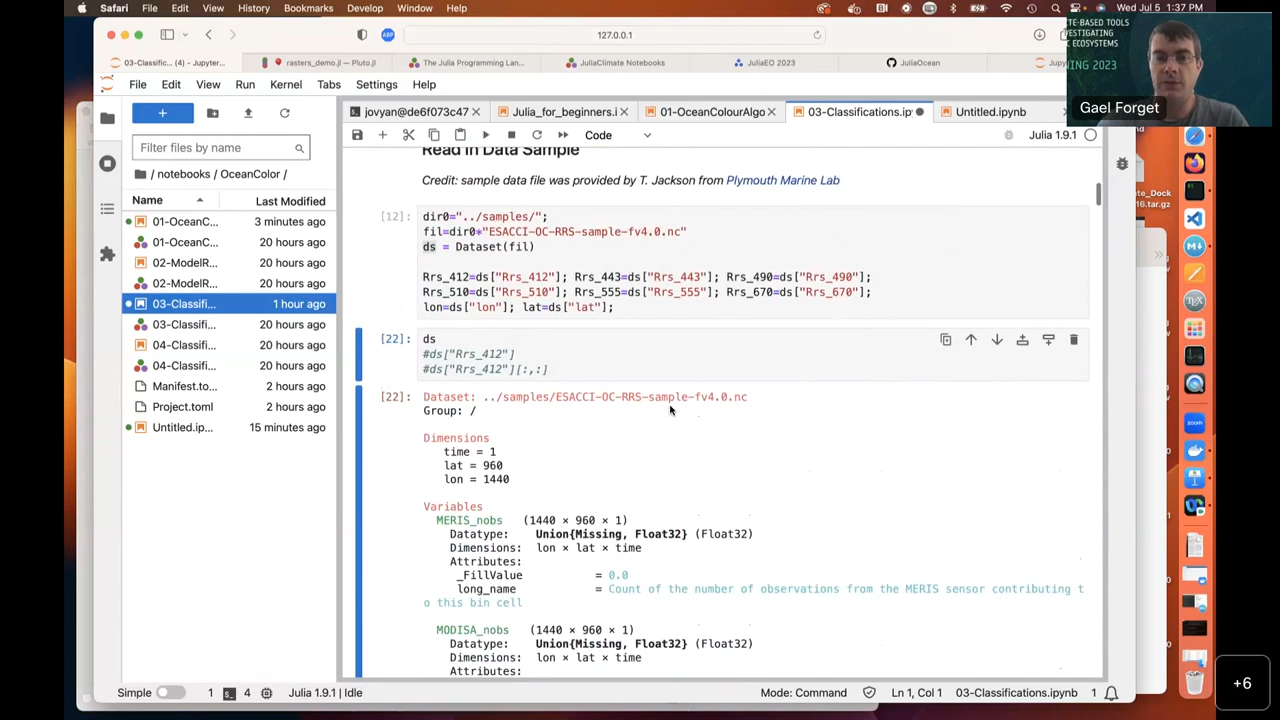 Safari File Edit View History Bookmarks Develop Window Help
Wed Jul 5 1:37 PM
127.0.0.1
03-Classific... (4) - Jupyter...
rasters_demo.jl — Pluto.jl
The Julia Programming Lan...
JuliaClimate Notebooks
JuliaEO 2023
JuliaOcean
Jup
TE-BASED TOOLS
VESTIGATING
IC ECOSYSTEMS
NING 2023
Gael Forget
File Edit View Run Kernel Tabs Settings Help
+
jovyan@de6f073c47
Julia_for_beginners.i
01-OceanColourAlgo
03-Classifications.ip
Untitled.ipynb
Code
Julia 1.9.1
Filter files by name
/ notebooks / OceanColor /
Name Last Modified
01-OceanC... 3 minutes ago
01-OceanC... 20 hours ago
02-ModelR... 20 hours ago
02-ModelR... 20 hours ago
03-Classifi... 1 hour ago
03-Classifi... 20 hours ago
04-Classifi... 20 hours ago
04-Classifi... 20 hours ago
Manifest.to... 2 hours ago
Project.toml 2 hours ago
Untitled.ip... 15 minutes ago
Read in Data Sample
Credit: sample data file was provided by T. Jackson from Plymouth Marine Lab
[12]: dir0="../samples/";
fil=dir0*"ESACCI-OC-RRS-sample-fv4.0.nc"
ds = Dataset(fil)
Rrs_412=ds["Rrs_412"]; Rrs_443=ds["Rrs_443"]; Rrs_490=ds["Rrs_490"];
Rrs_510=ds["Rrs_510"]; Rrs_555=ds["Rrs_555"]; Rrs_670=ds["Rrs_670"];
lon=ds["lon"]; lat=ds["lat"];
[22]: ds
#ds["Rrs_412"]
#ds["Rrs_412"][:,:]
[22]: Dataset: ../samples/ESACCI-OC-RRS-sample-fv4.0.nc
Group: /
Dimensions
time = 1
lat = 960
lon = 1440
Variables
MERIS_nobs (1440 × 960 × 1)
Datatype: Union{Missing, Float32} (Float32)
Dimensions: lon × lat × time
Attributes:
_FillValue = 0.0
long_name = Count of the number of observations from the MERIS sensor contributing t
o this bin cell
MODISA_nobs (1440 × 960 × 1)
Datatype: Union{Missing, Float32} (Float32)
Dimensions: lon × lat × time
Attributes:
Simple 1 4 Julia 1.9.1 | Idle
Mode: Command Ln 1, Col 1 03-Classifications.ipynb 1
ute_Dock
16.tar.gz
zoom
+6